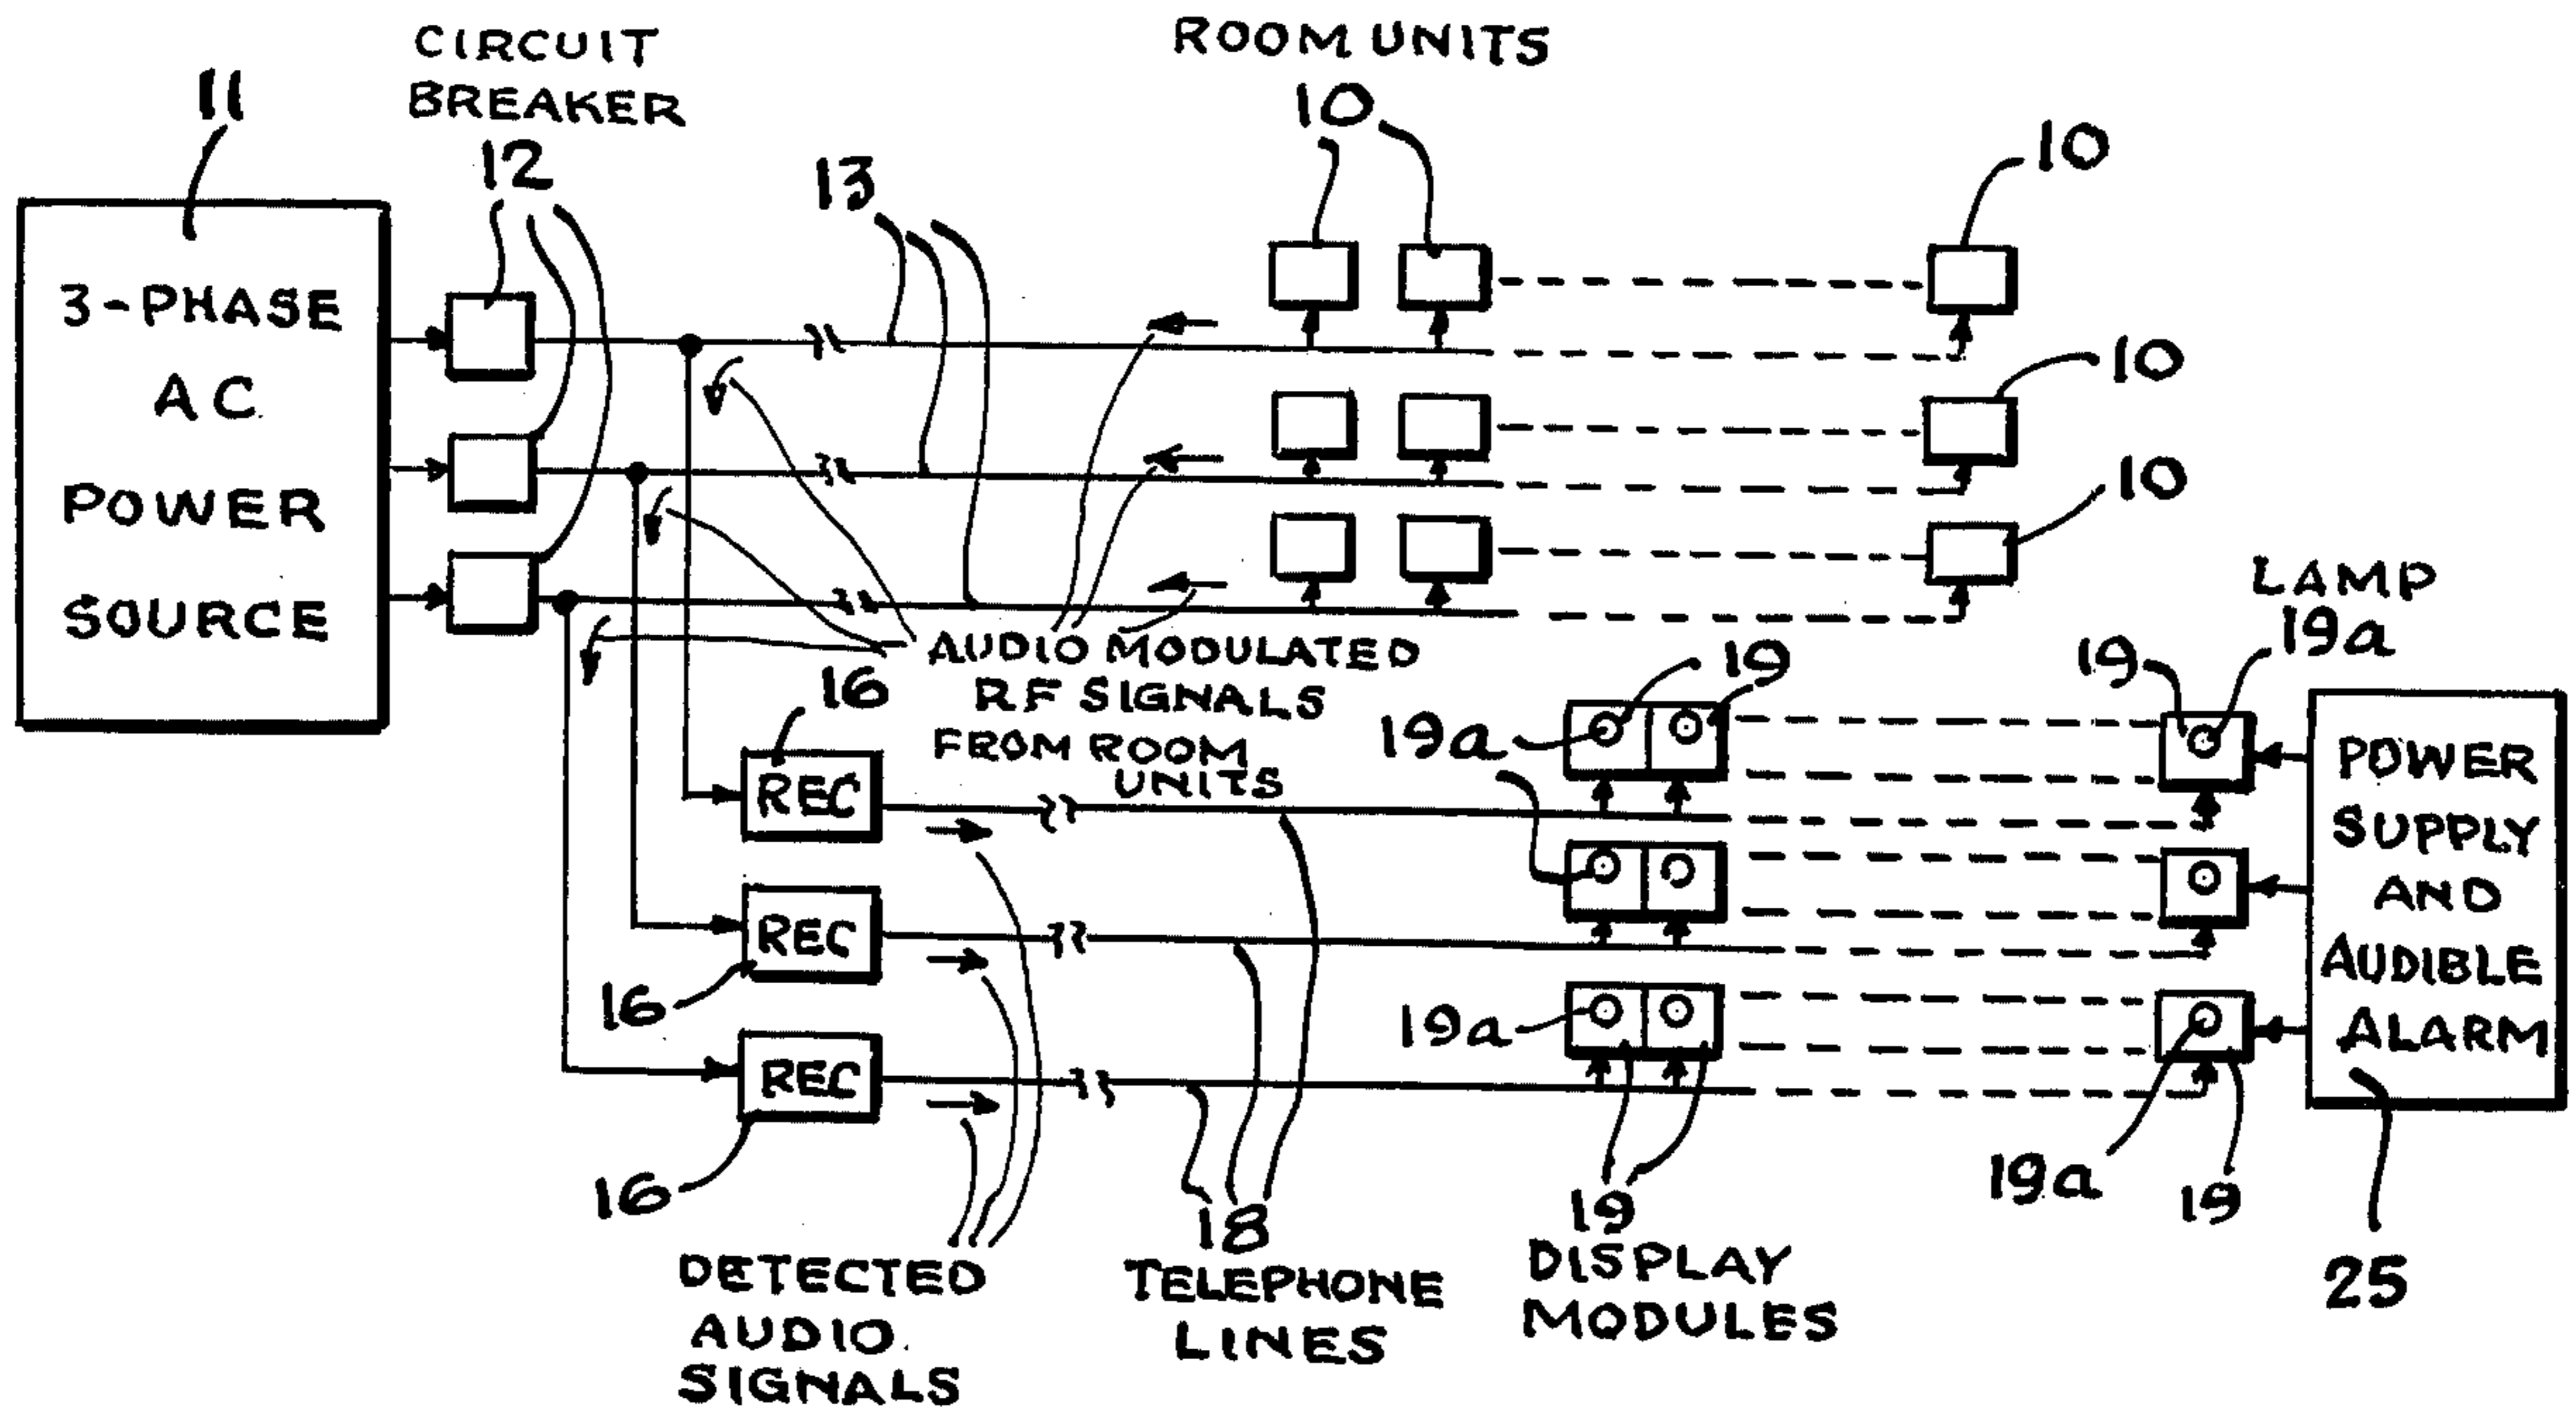 CIRCUIT
BREAKER
12
ROOM UNITS
10
10
11
13
3-PHASE
AC
POWER
SOURCE
10
10
LAMP
19a
AUDIO MODULATED
RF SIGNALS
FROM ROOM
UNITS
16
19
19
19a
REC
REC
REC
16
16
POWER
SUPPLY
AND
AUDIBLE
ALARM
19a
19a
19
25
18
19
DETECTED
AUDIO
SIGNALS
TELEPHONE
LINES
DISPLAY
MODULES